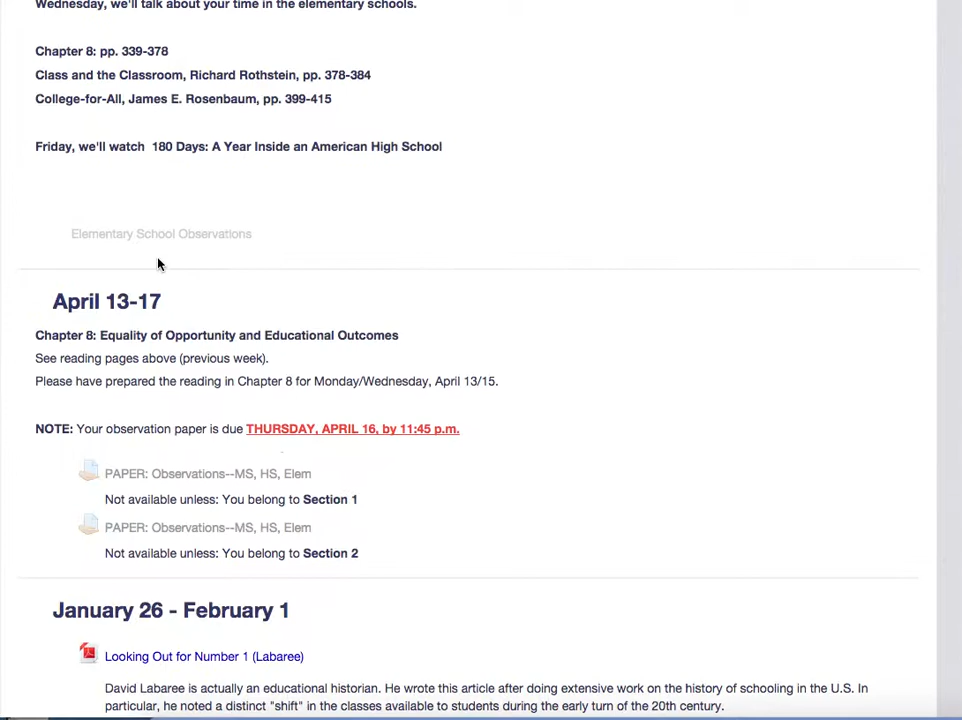 Wednesday, we'll talk about your time in the elementary schools.
Chapter 8: pp. 339-378
Class and the Classroom, Richard Rothstein, pp. 378-384
College-for-All, James E. Rosenbaum, pp. 399-415
Friday, we'll watch  180 Days: A Year Inside an American High School
Elementary School Observations
April 13-17
Chapter 8: Equality of Opportunity and Educational Outcomes
See reading pages above (previous week).
Please have prepared the reading in Chapter 8 for Monday/Wednesday, April 13/15.
NOTE: Your observation paper is due THURSDAY, APRIL 16, by 11:45 p.m.
PAPER: Observations--MS, HS, Elem
Not available unless: You belong to Section 1
PAPER: Observations--MS, HS, Elem
Not available unless: You belong to Section 2
January 26 - February 1
Looking Out for Number 1 (Labaree)
David Labaree is actually an educational historian. He wrote this article after doing extensive work on the history of schooling in the U.S. In
particular, he noted a distinct "shift" in the classes available to students during the early turn of the 20th century.